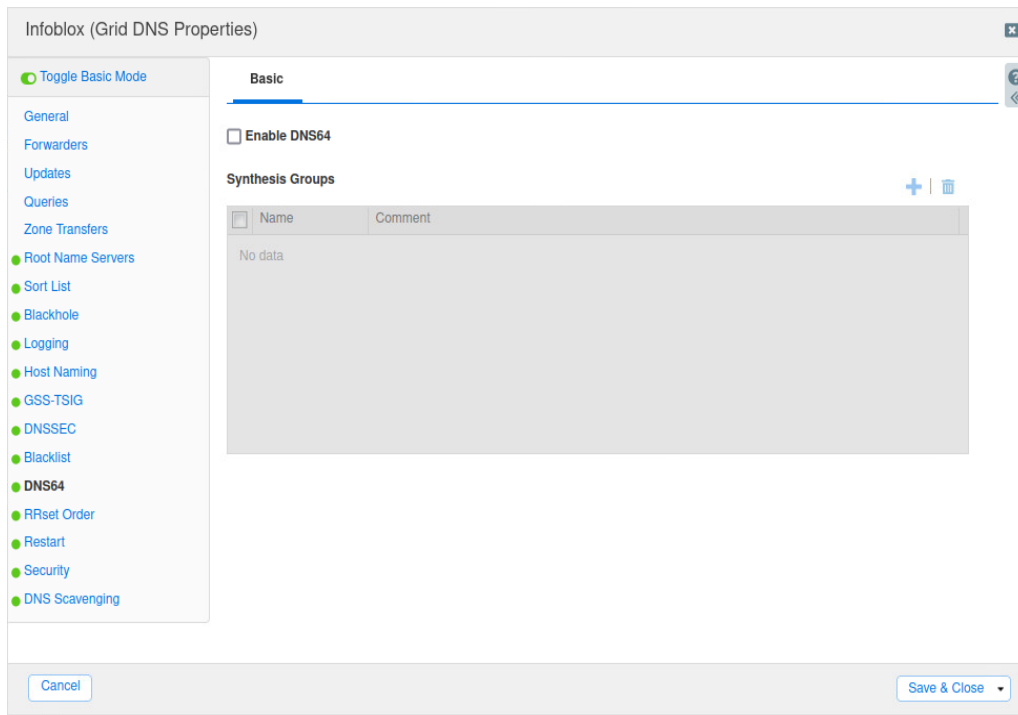 Infoblox (Grid DNS Properties)
Toggle Basic Mode
Basic
General
Forwarders
Updates
Queries
Zone Transfers
Root Name Servers
Sort List
Blackhole
Logging
Host Naming
GSS-TSIG
DNSSEC
Blacklist
DNS64
RRset Order
Restart
Security
DNS Scavenging
Enable DNS64
Synthesis Groups
Name Comment
No data
Cancel
Save & Close